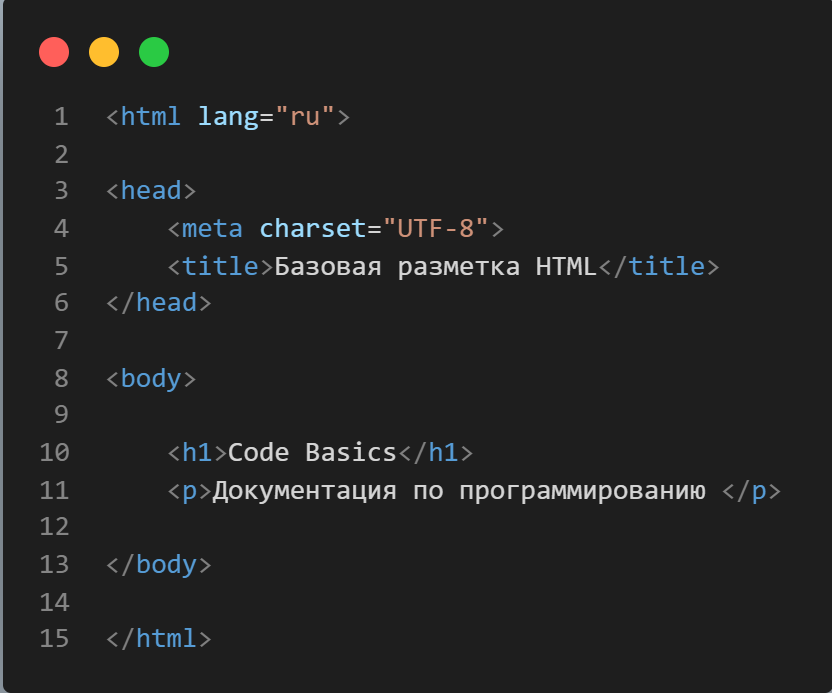 1 <html lang="ru">
2
3 <head>
4     <meta charset="UTF-8">
5     <title>Базовая разметка HTML</title>
6 </head>
7
8 <body>
9
10     <h1>Code Basics</h1>
11     <p>Документация по программированию </p>
12
13 </body>
14
15 </html>